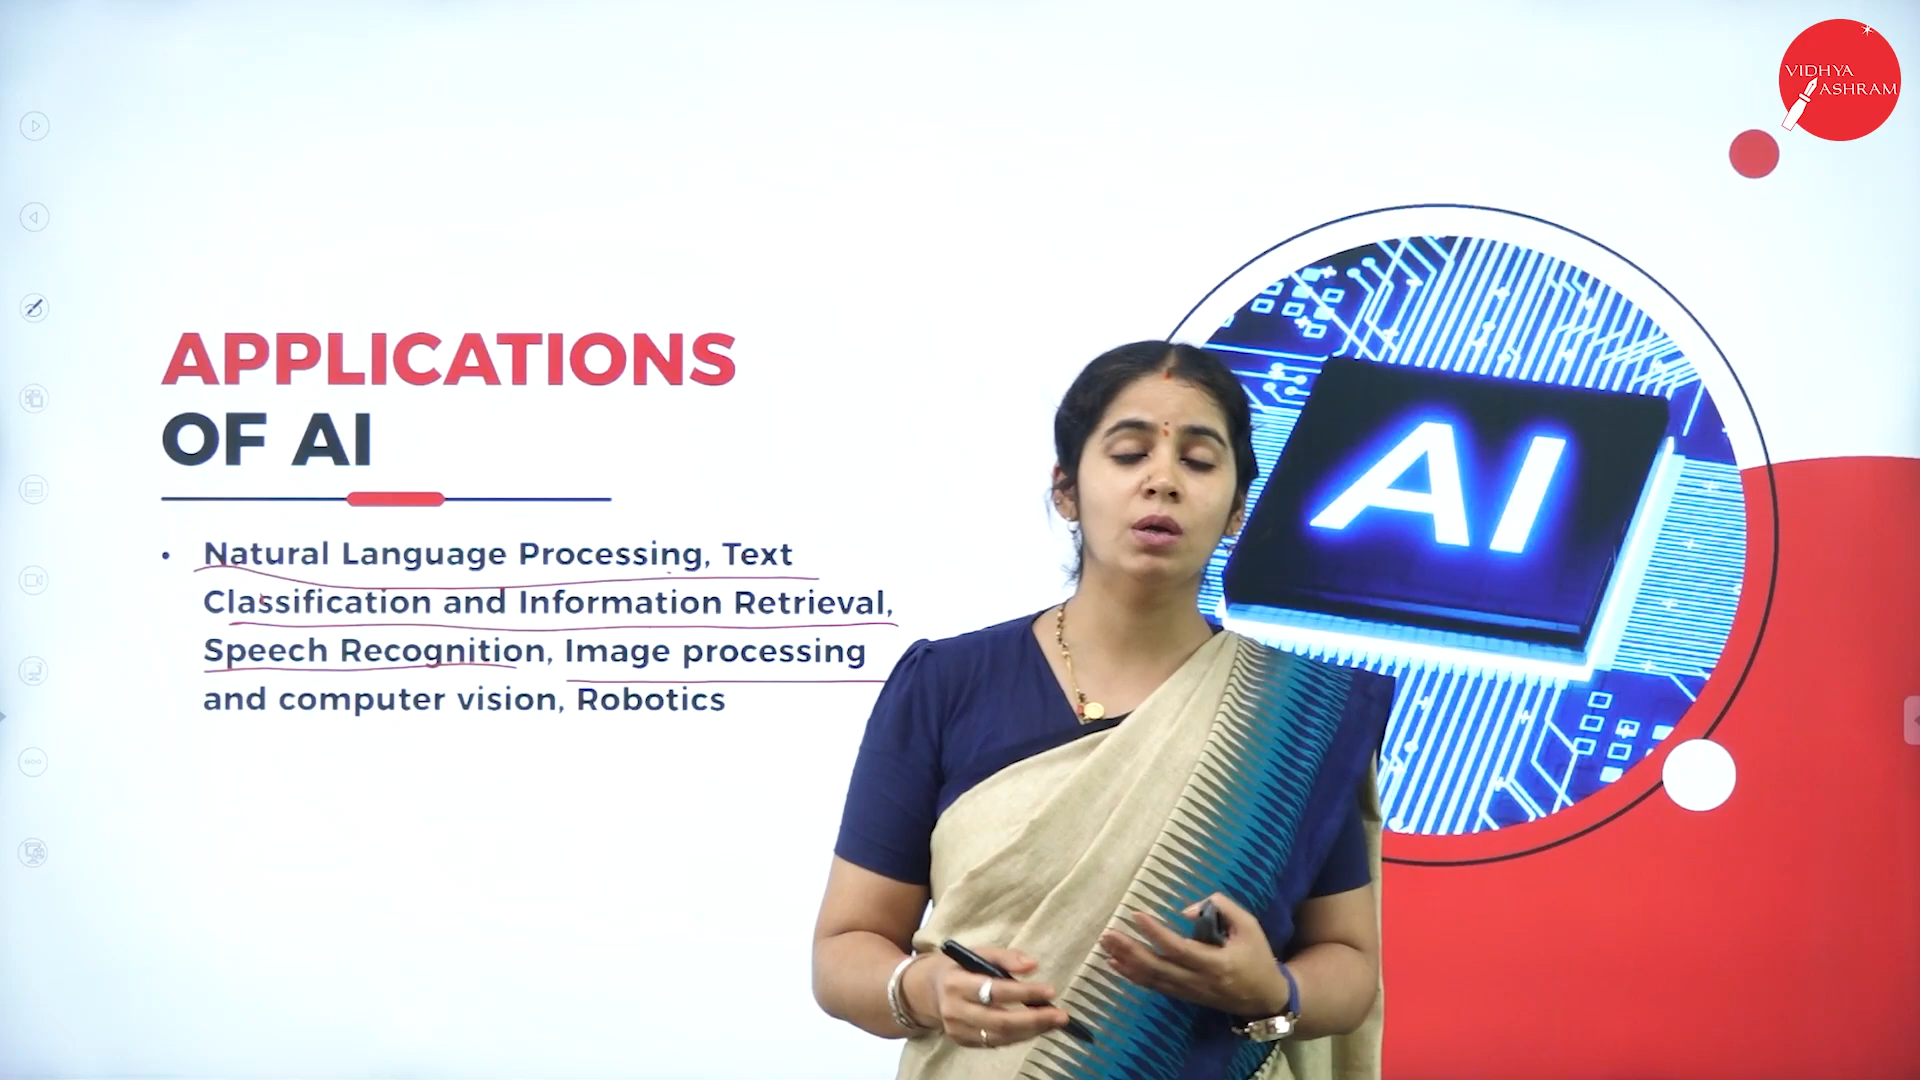 VIDHYA
ASHRAM
APPLICATIONS
OF AI
• Natural Language Processing, Text
Classification and Information Retrieval,
Speech Recognition, Image processing
and computer vision, Robotics
AI